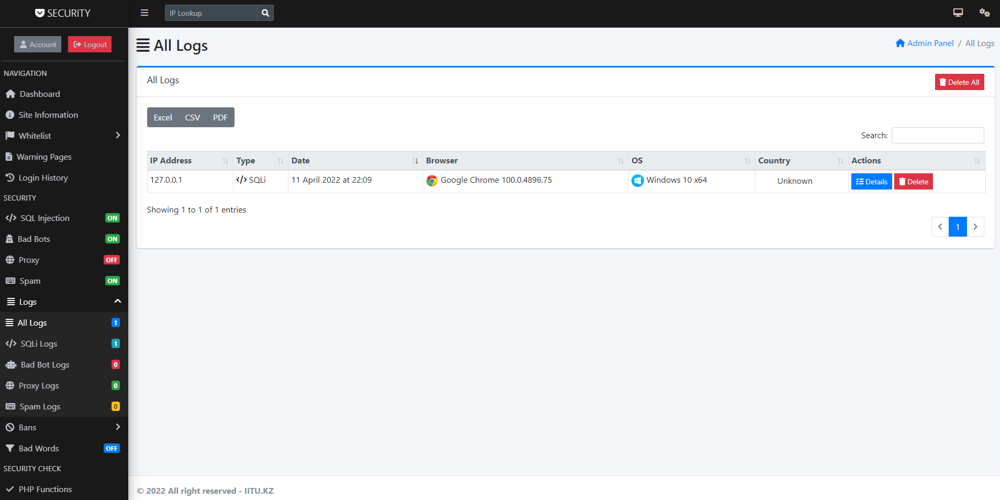 SECURITY
IP Lookup
Account
Logout
NAVIGATION
Dashboard
Site Information
Whitelist
Warning Pages
Login History
SECURITY
SQL Injection ON
Bad Bots ON
Proxy OFF
Spam ON
Logs
All Logs 1
SQLi Logs 1
Bad Bot Logs 0
Proxy Logs 0
Spam Logs 0
Bans
Bad Words OFF
SECURITY CHECK
PHP Functions
All Logs
Admin Panel / All Logs
All Logs
Delete All
Excel CSV PDF
Search:
IP Address Type Date Browser OS Country Actions
127.0.0.1 </> SQLi 11 April 2022 at 22:09 Google Chrome 100.0.4896.75 Windows 10 x64 Unknown Details Delete
Showing 1 to 1 of 1 entries
1
© 2022 All right reserved - IITU.KZ